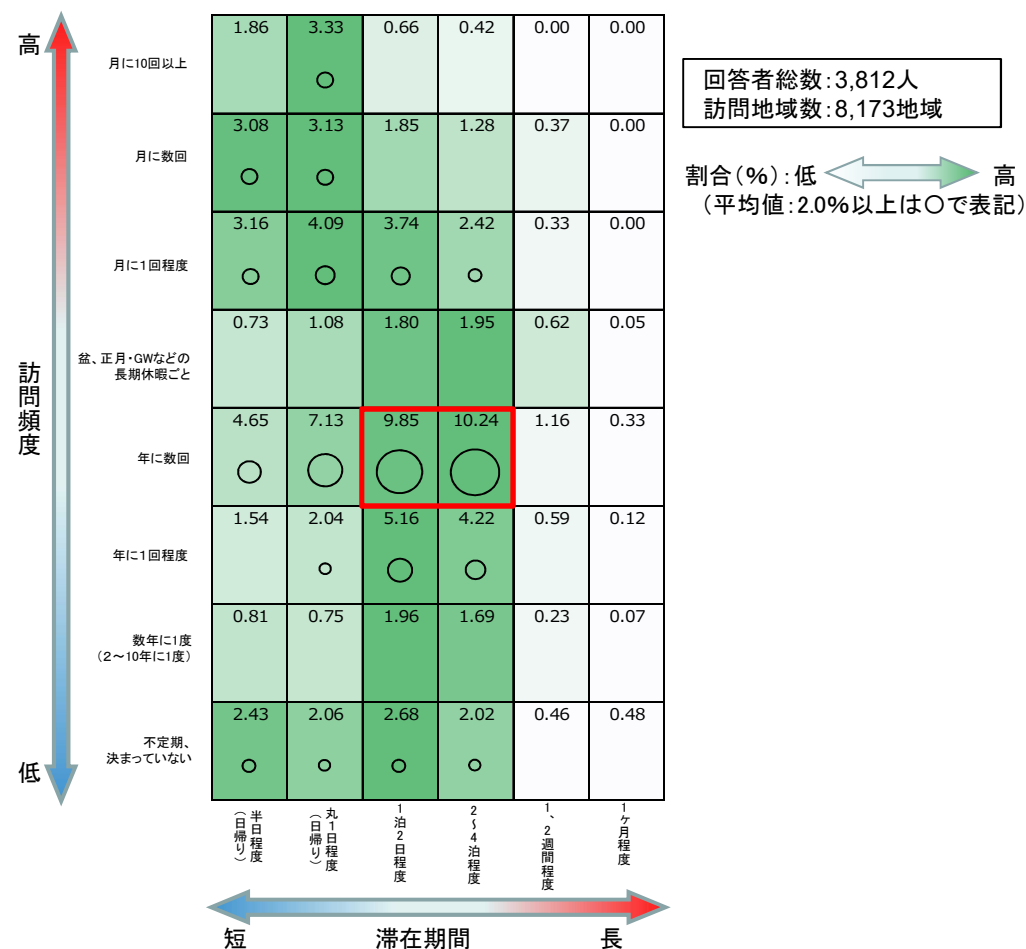 高
訪問頻度
低
月に10回以上
1.86 3.33 0.66 0.42 0.00 0.00
月に数回
3.08 3.13 1.85 1.28 0.37 0.00
月に1回程度
3.16 4.09 3.74 2.42 0.33 0.00
盆、正月・GWなどの
長期休暇ごと
0.73 1.08 1.80 1.95 0.62 0.05
年に数回
4.65 7.13 9.85 10.24 1.16 0.33
年に1回程度
1.54 2.04 5.16 4.22 0.59 0.12
数年に1度
(2～10年に1度)
0.81 0.75 1.96 1.69 0.23 0.07
不定期、
決まっていない
2.43 2.06 2.68 2.02 0.46 0.48
半日程度
(日帰り)
丸1日程度
(日帰り)
1泊2日程度
2～4泊程度
1、2週間程度
1ヶ月程度
短 滞在期間 長
回答者総数:3,812人
訪問地域数:8,173地域
割合(%):低 高
(平均値:2.0%以上は〇で表記)